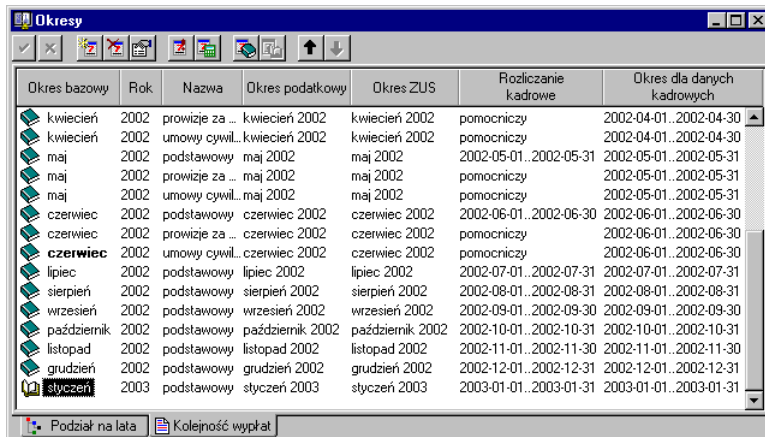 Okresy
Okres bazowy Rok Nazwa Okres podatkowy Okres ZUS Rozliczanie kadrowe Okres dla danych kadrowych
kwiecień 2002 prowizje za ... kwiecień 2002 kwiecień 2002 pomocniczy 2002-04-01..2002-04-30
kwiecień 2002 umowy cywil... kwiecień 2002 kwiecień 2002 pomocniczy 2002-04-01..2002-04-30
maj 2002 podstawowy maj 2002 maj 2002 2002-05-01..2002-05-31 2002-05-01..2002-05-31
maj 2002 prowizje za ... maj 2002 maj 2002 pomocniczy 2002-05-01..2002-05-31
maj 2002 umowy cywil... maj 2002 maj 2002 pomocniczy 2002-05-01..2002-05-31
czerwiec 2002 podstawowy czerwiec 2002 czerwiec 2002 2002-06-01..2002-06-30 2002-06-01..2002-06-30
czerwiec 2002 prowizje za ... czerwiec 2002 czerwiec 2002 pomocniczy 2002-06-01..2002-06-30
czerwiec 2002 umowy cywil... czerwiec 2002 czerwiec 2002 pomocniczy 2002-06-01..2002-06-30
lipiec 2002 podstawowy lipiec 2002 lipiec 2002 2002-07-01..2002-07-31 2002-07-01..2002-07-31
sierpień 2002 podstawowy sierpień 2002 sierpień 2002 2002-08-01..2002-08-31 2002-08-01..2002-08-31
wrzesień 2002 podstawowy wrzesień 2002 wrzesień 2002 2002-09-01..2002-09-30 2002-09-01..2002-09-30
październik 2002 podstawowy październik 2002 październik 2002 2002-10-01..2002-10-31 2002-10-01..2002-10-31
listopad 2002 podstawowy listopad 2002 listopad 2002 2002-11-01..2002-11-30 2002-11-01..2002-11-30
grudzień 2002 podstawowy grudzień 2002 grudzień 2002 2002-12-01..2002-12-31 2002-12-01..2002-12-31
styczeń 2003 podstawowy styczeń 2003 styczeń 2003 2003-01-01..2003-01-31 2003-01-01..2003-01-31
Podział na lata Kolejność wypłat